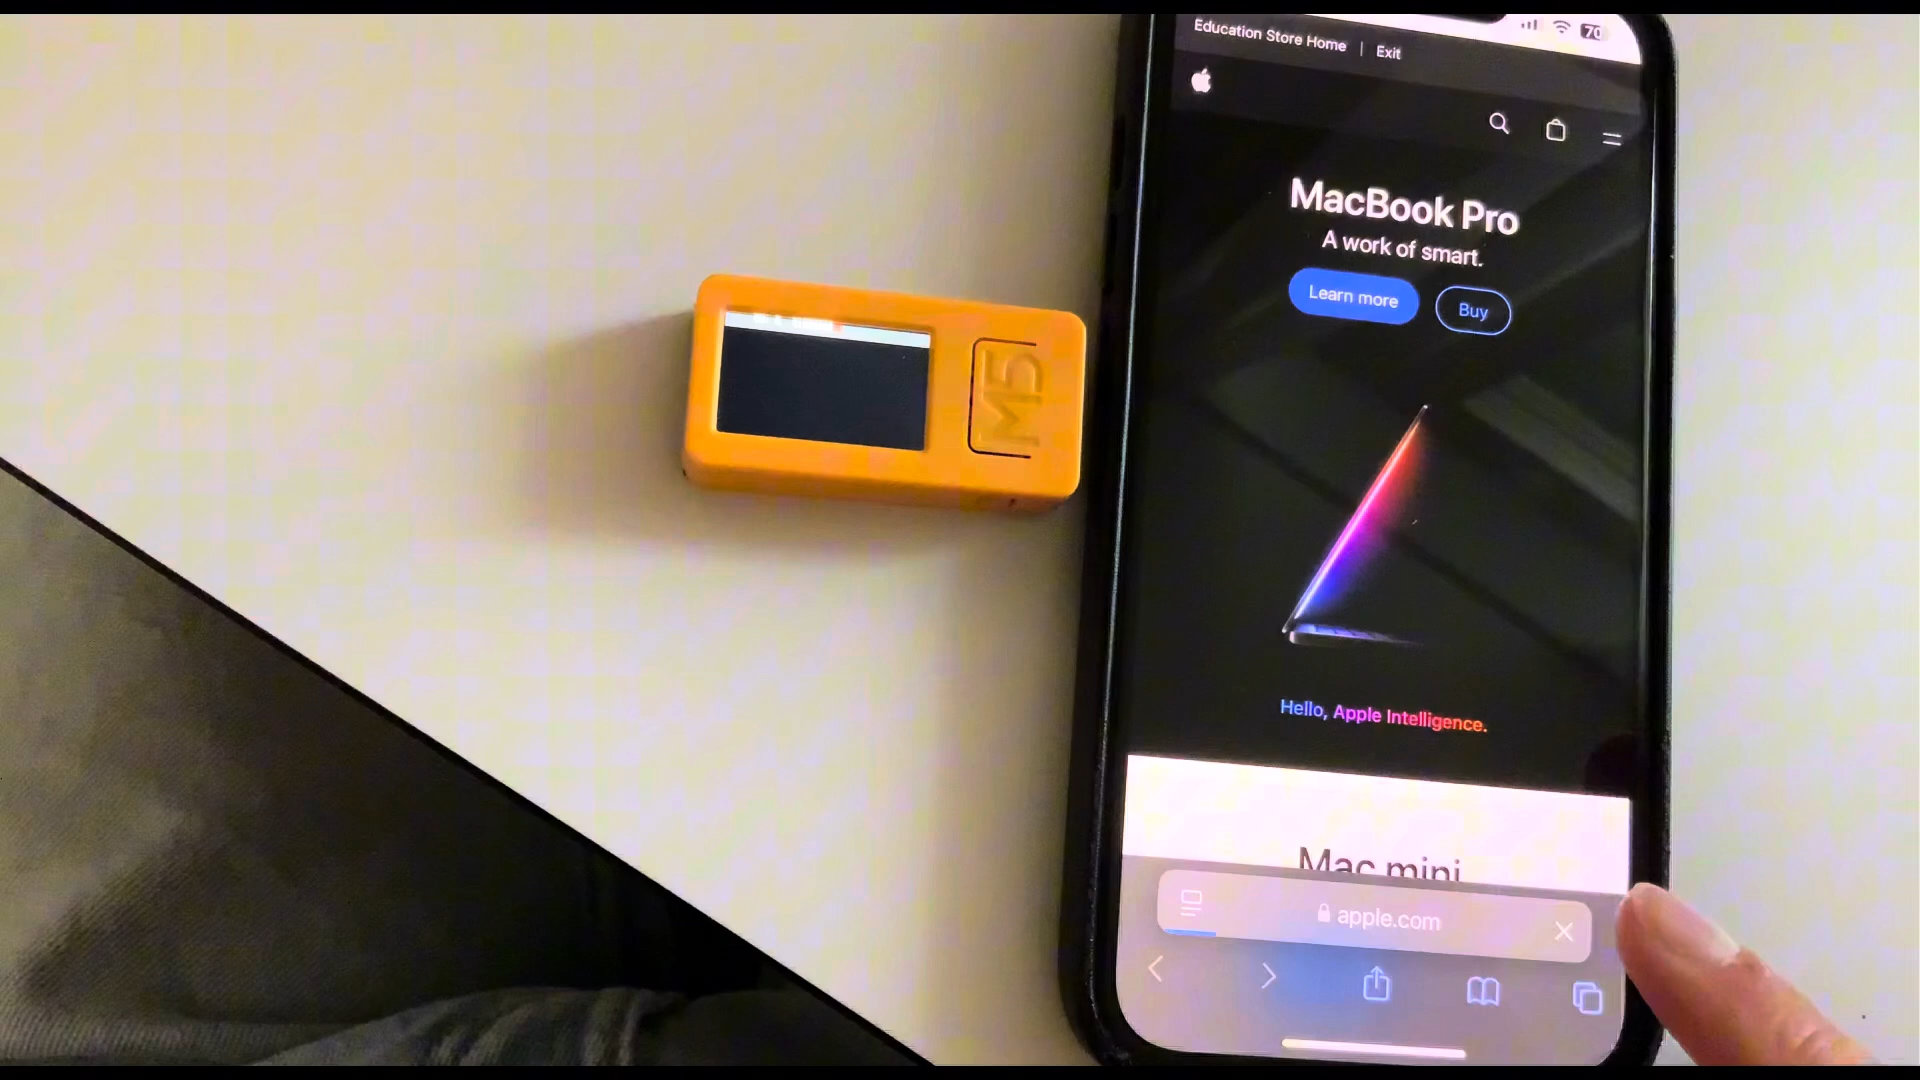 Education Store Home | Exit
70
MacBook Pro
A work of smart.
Learn more
Buy
M5
Hello, Apple Intelligence.
Mac mini
apple.com